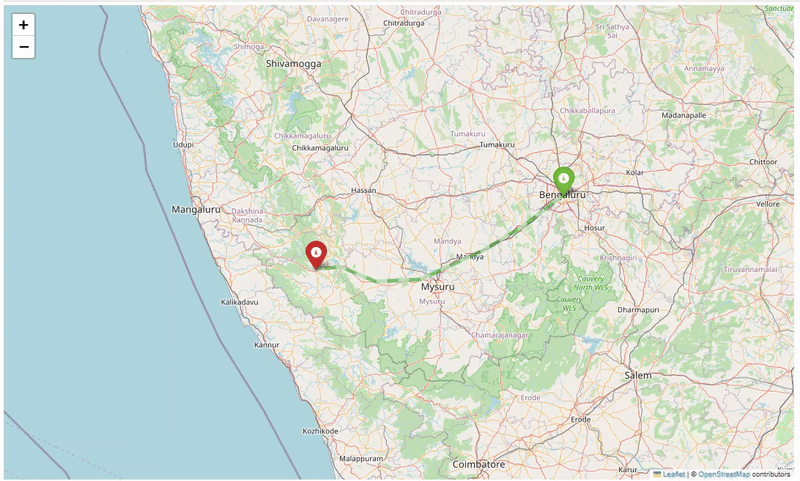 +
−
Davanagere
Chitradurga
Chitradurga
Sri Sathya
Sai
Shimoga
Shivamogga
Arinamayya
Chikkaballapura
Madanapalle
Chikkamagaluru
Chikkamagaluru
Tumakuru
Tumakuru
Udupi
Chittoor
Kolar
Hassan
Bengaluru
Vellore
Mangaluru
Dakshina
Kannada
Hosur
Mandya
Mandya
Krishnagiri
Tiruvannamalai
Mysuru
Mysuru
Cauvery
North WLS
Cauvery
WLS
Kalikadavu
Dharmapuri
Chamarajanagar
Kannur
Salem
Erode
Erode
Kozhikode
Malappuram
Coimbatore
Karur
Leaflet | © OpenStreetMap contributors